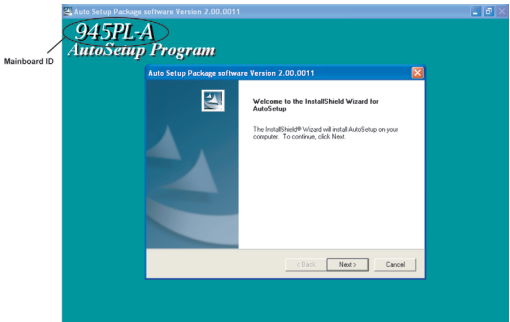 Auto Setup Package software Version 2.00.0011
945PL-A
AutoSetup Program
Mainboard ID
Auto Setup Package software Version 2.00.0011
Welcome to the InstallShield Wizard for
AutoSetup
The InstallShield® Wizard will install AutoSetup on your
computer. To continue, click Next.
< Back
Next >
Cancel